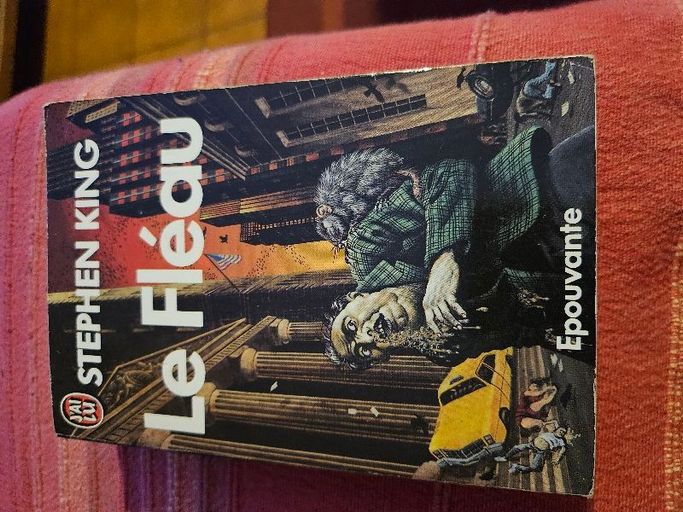 J'AI
LU
STEPHEN KING
Le Fléau
Epouvante